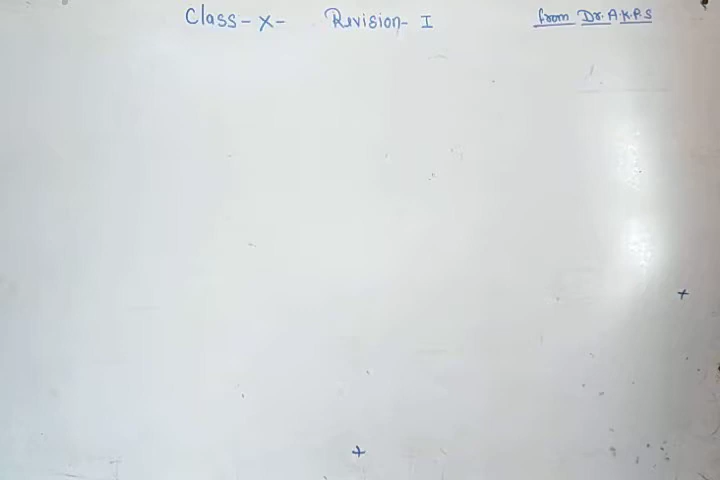 Class - X - Revision - I from Dr. A.K.P.S
+
+